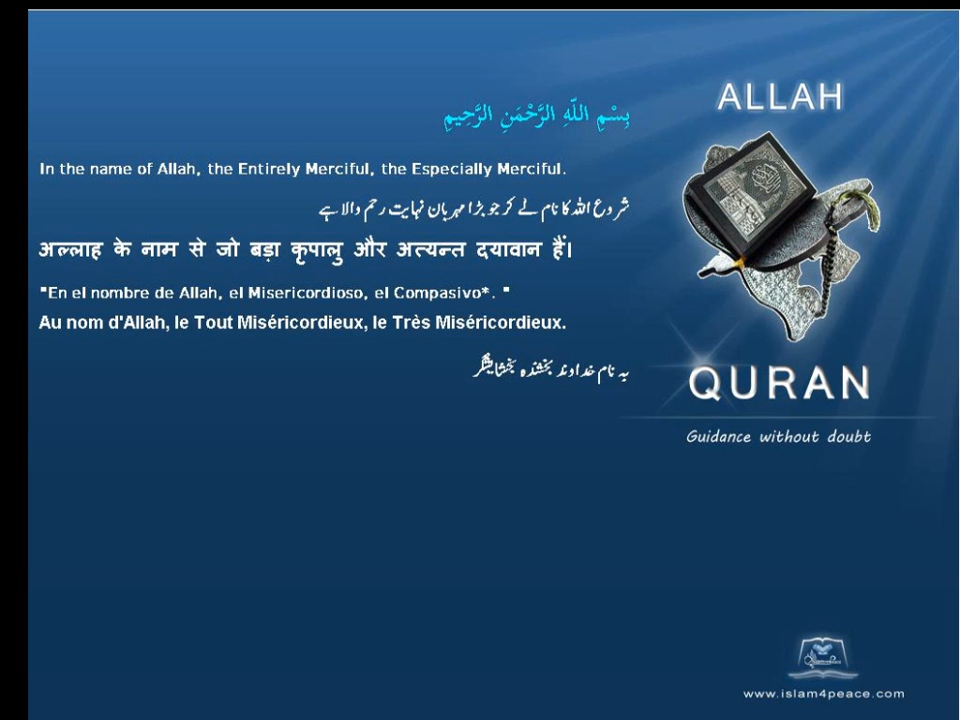 بِسْمِ اللَّهِ الرَّحْمَنِ الرَّحِيمِ
In the name of Allah, the Entirely Merciful, the Especially Merciful.
شروع الله کا نام لے کر جو بڑا مہربان نہایت رحم والا ہے
अल्लाह के नाम से जो बड़ा कृपालु और अत्यन्त दयावान हैं।
"En el nombre de Allah, el Misericordioso, el Compasivo*. "
Au nom d'Allah, le Tout Miséricordieux, le Très Miséricordieux.
به نام خداوند بخشنده بخشایشگر
ALLAH
QURAN
Guidance without doubt
www.islam4peace.com